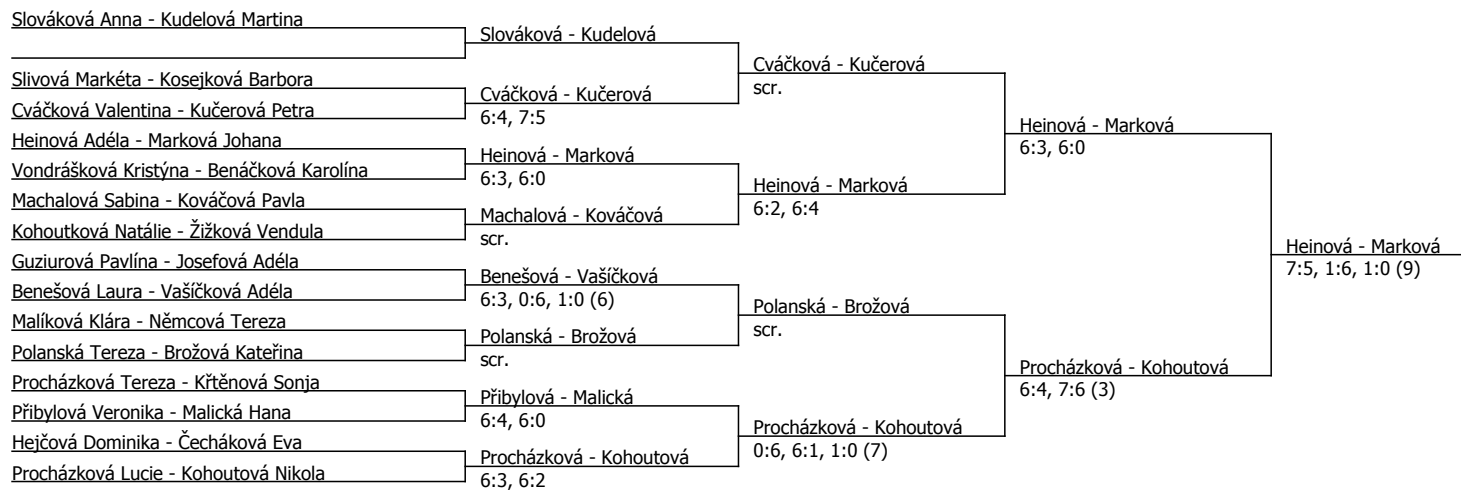 Slováková Anna - Kudelová Martina
Slivová Markéta - Kosejková Barbora
Cváčková Valentina - Kučerová Petra
Heinová Adéla - Marková Johana
Vondrášková Kristýna - Benáčková Karolína
Machalová Sabina - Kováčová Pavla
Kohoutková Natálie - Žižková Vendula
Guziurová Pavlína - Josefová Adéla
Benešová Laura - Vašíčková Adéla
Malíková Klára - Němcová Tereza
Polanská Tereza - Brožová Kateřina
Procházková Tereza - Křtěnová Sonja
Přibylová Veronika - Malická Hana
Hejčová Dominika - Čecháková Eva
Procházková Lucie - Kohoutová Nikola
Slováková - Kudelová
Cváčková - Kučerová
6:4, 7:5
Heinová - Marková
6:3, 6:0
Machalová - Kováčová
scr.
Benešová - Vašíčková
6:3, 0:6, 1:0 (6)
Polanská - Brožová
scr.
Přibylová - Malická
6:4, 6:0
Procházková - Kohoutová
6:3, 6:2
Cváčková - Kučerová
scr.
Heinová - Marková
6:2, 6:4
Polanská - Brožová
scr.
Procházková - Kohoutová
0:6, 6:1, 1:0 (7)
Heinová - Marková
6:3, 6:0
Procházková - Kohoutová
6:4, 7:6 (3)
Heinová - Marková
7:5, 1:6, 1:0 (9)